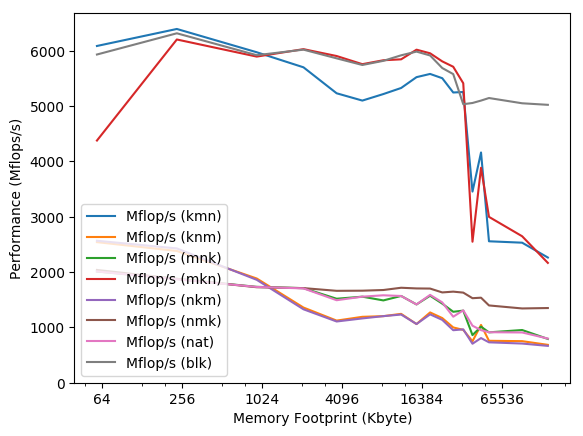 6000
5000
4000
3000
2000
1000
0
Performance (Mflops/s)
Mflop/s (kmn)
Mflop/s (knm)
Mflop/s (mnk)
Mflop/s (mkn)
Mflop/s (nkm)
Mflop/s (nmk)
Mflop/s (nat)
Mflop/s (blk)
64 256 1024 4096 16384 65536
Memory Footprint (Kbyte)